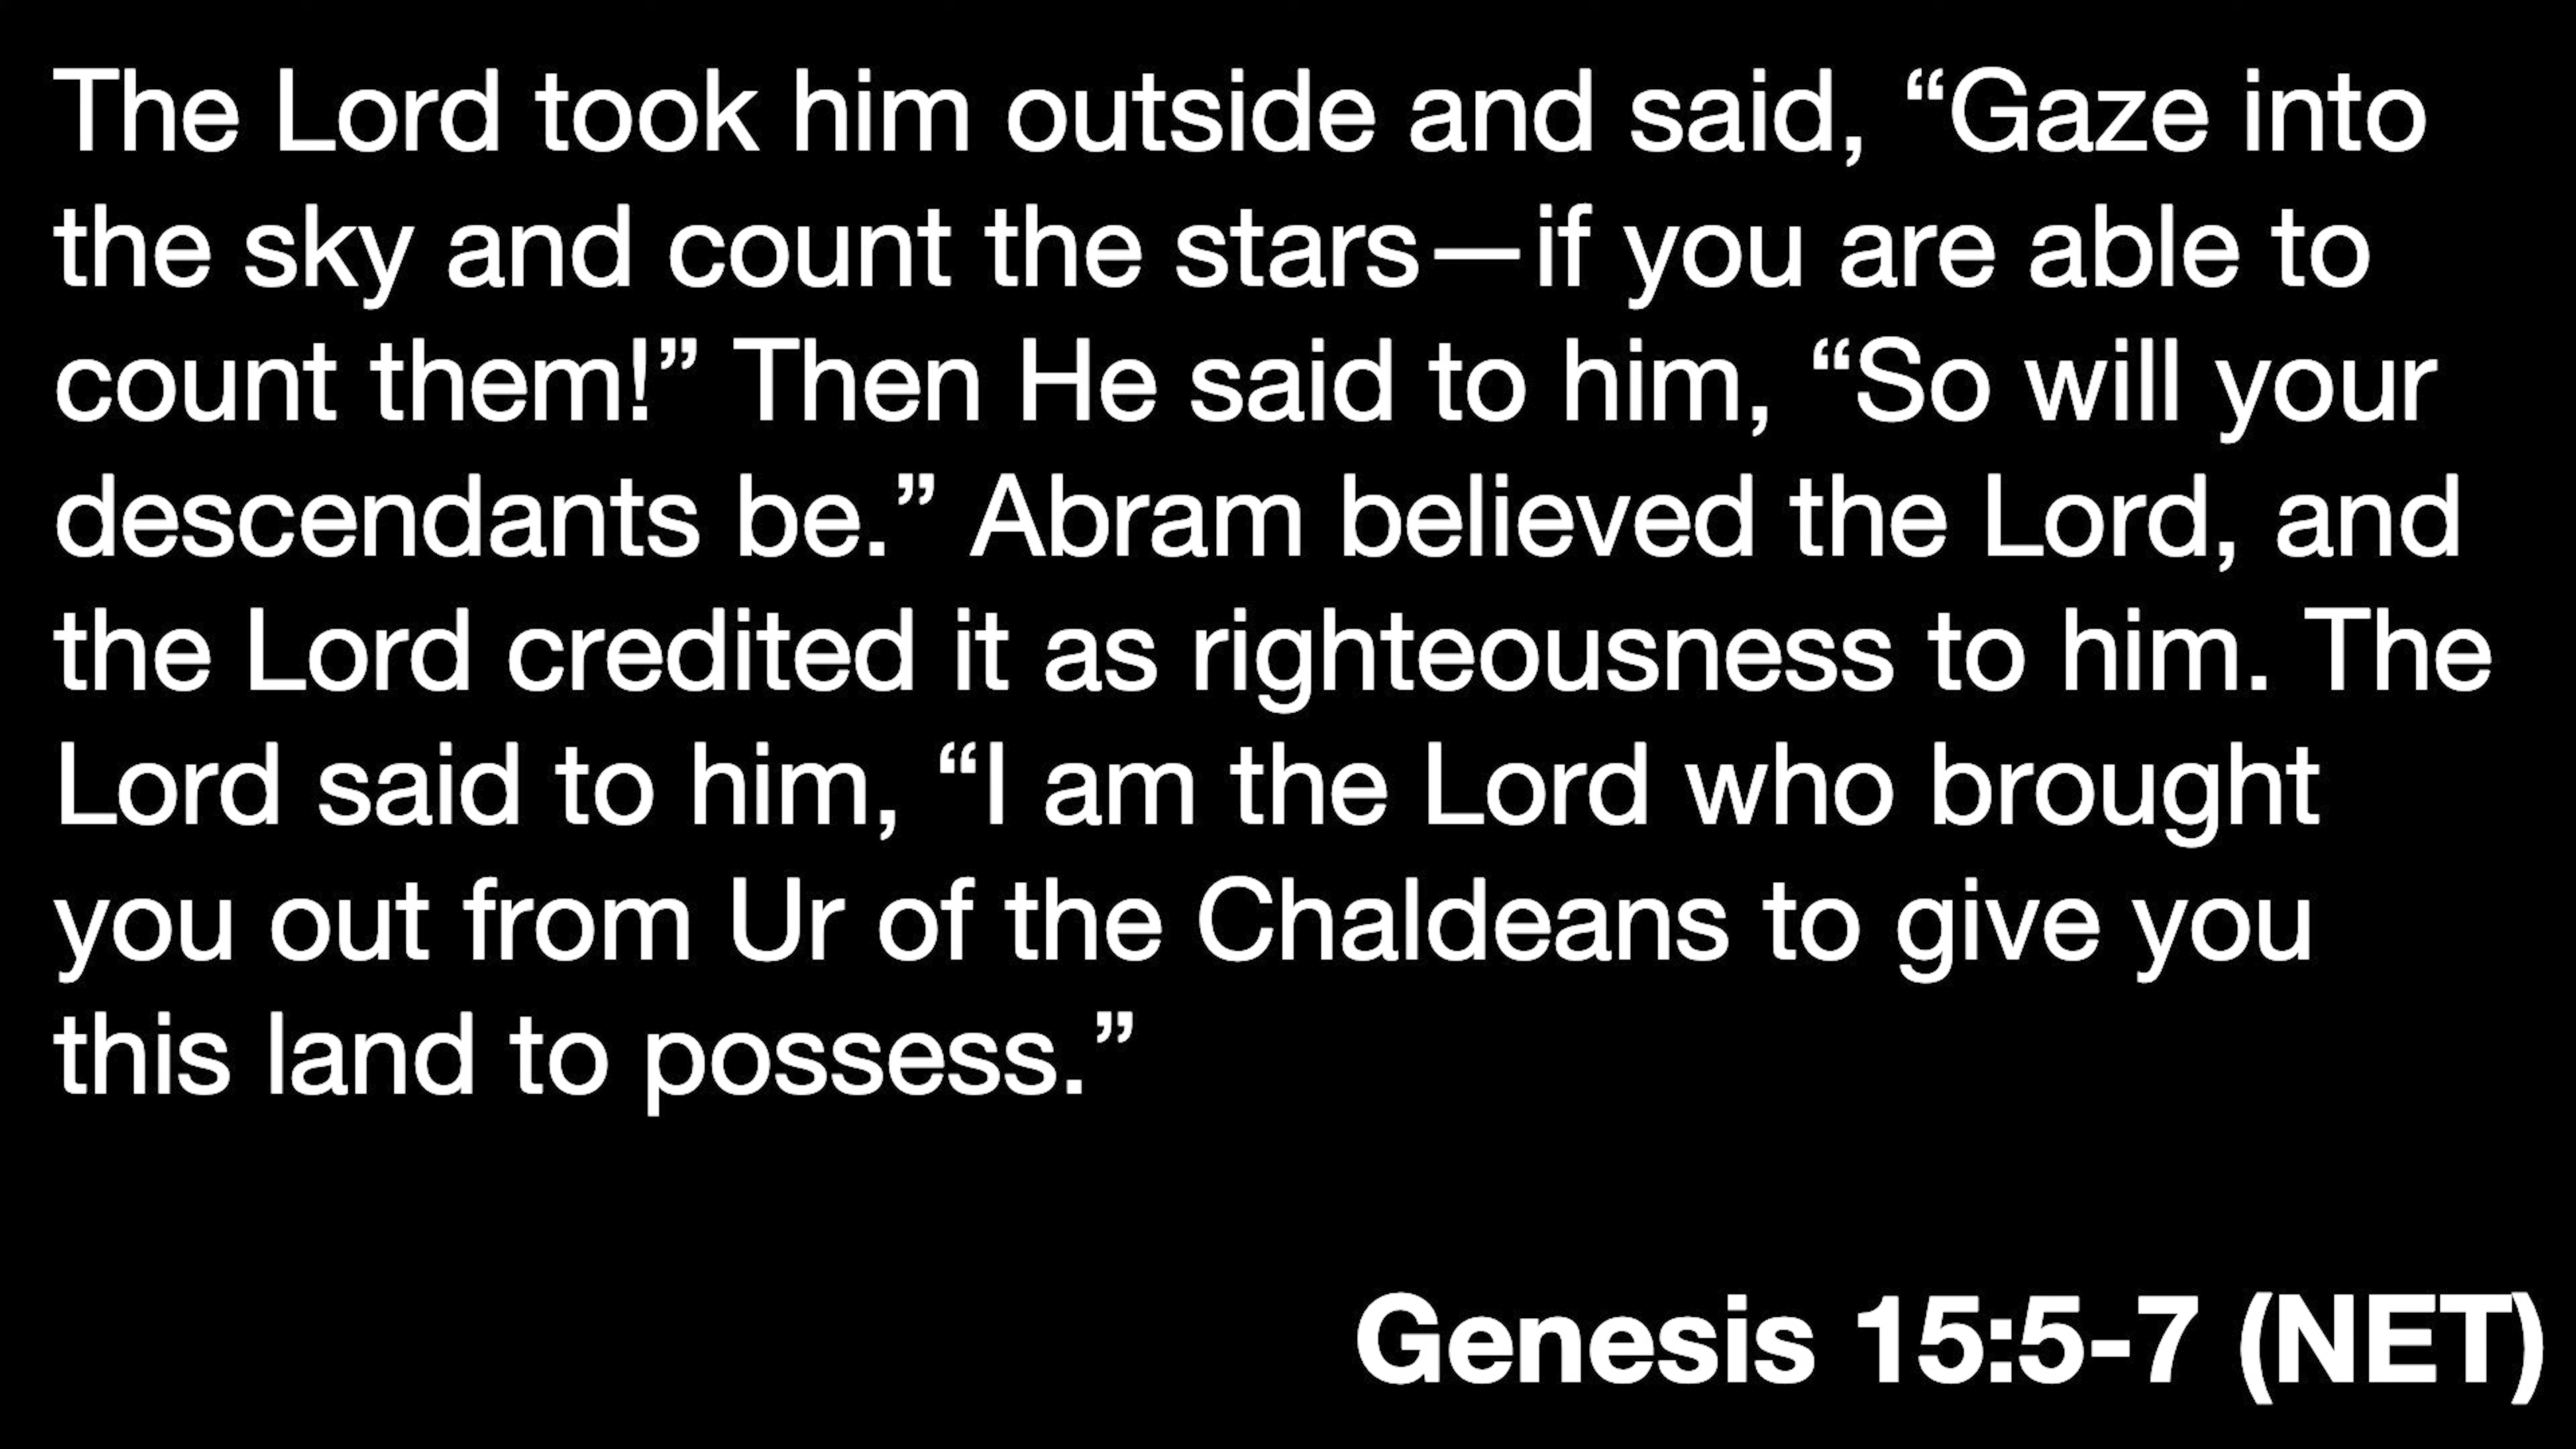 The Lord took him outside and said, “Gaze into
the sky and count the stars—if you are able to
count them!” Then He said to him, “So will your
descendants be.” Abram believed the Lord, and
the Lord credited it as righteousness to him. The
Lord said to him, “I am the Lord who brought
you out from Ur of the Chaldeans to give you
this land to possess.”
Genesis 15:5-7 (NET)